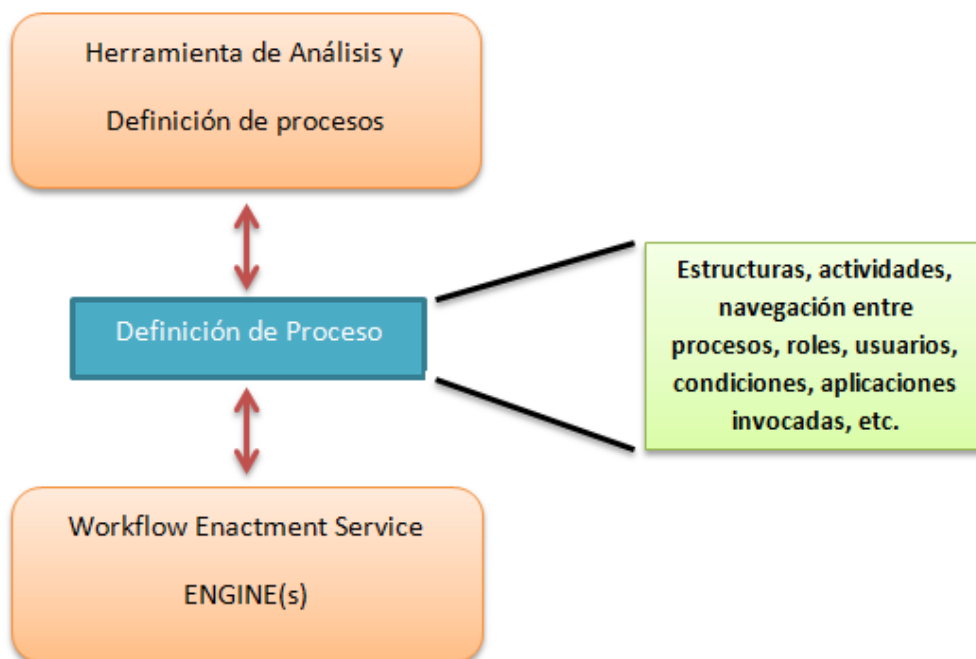 Herramienta de Análisis y
Definición de procesos
Definición de Proceso
Estructuras, actividades,
navegación entre
procesos, roles, usuarios,
condiciones, aplicaciones
invocadas, etc.
Workflow Enactment Service
ENGINE(s)